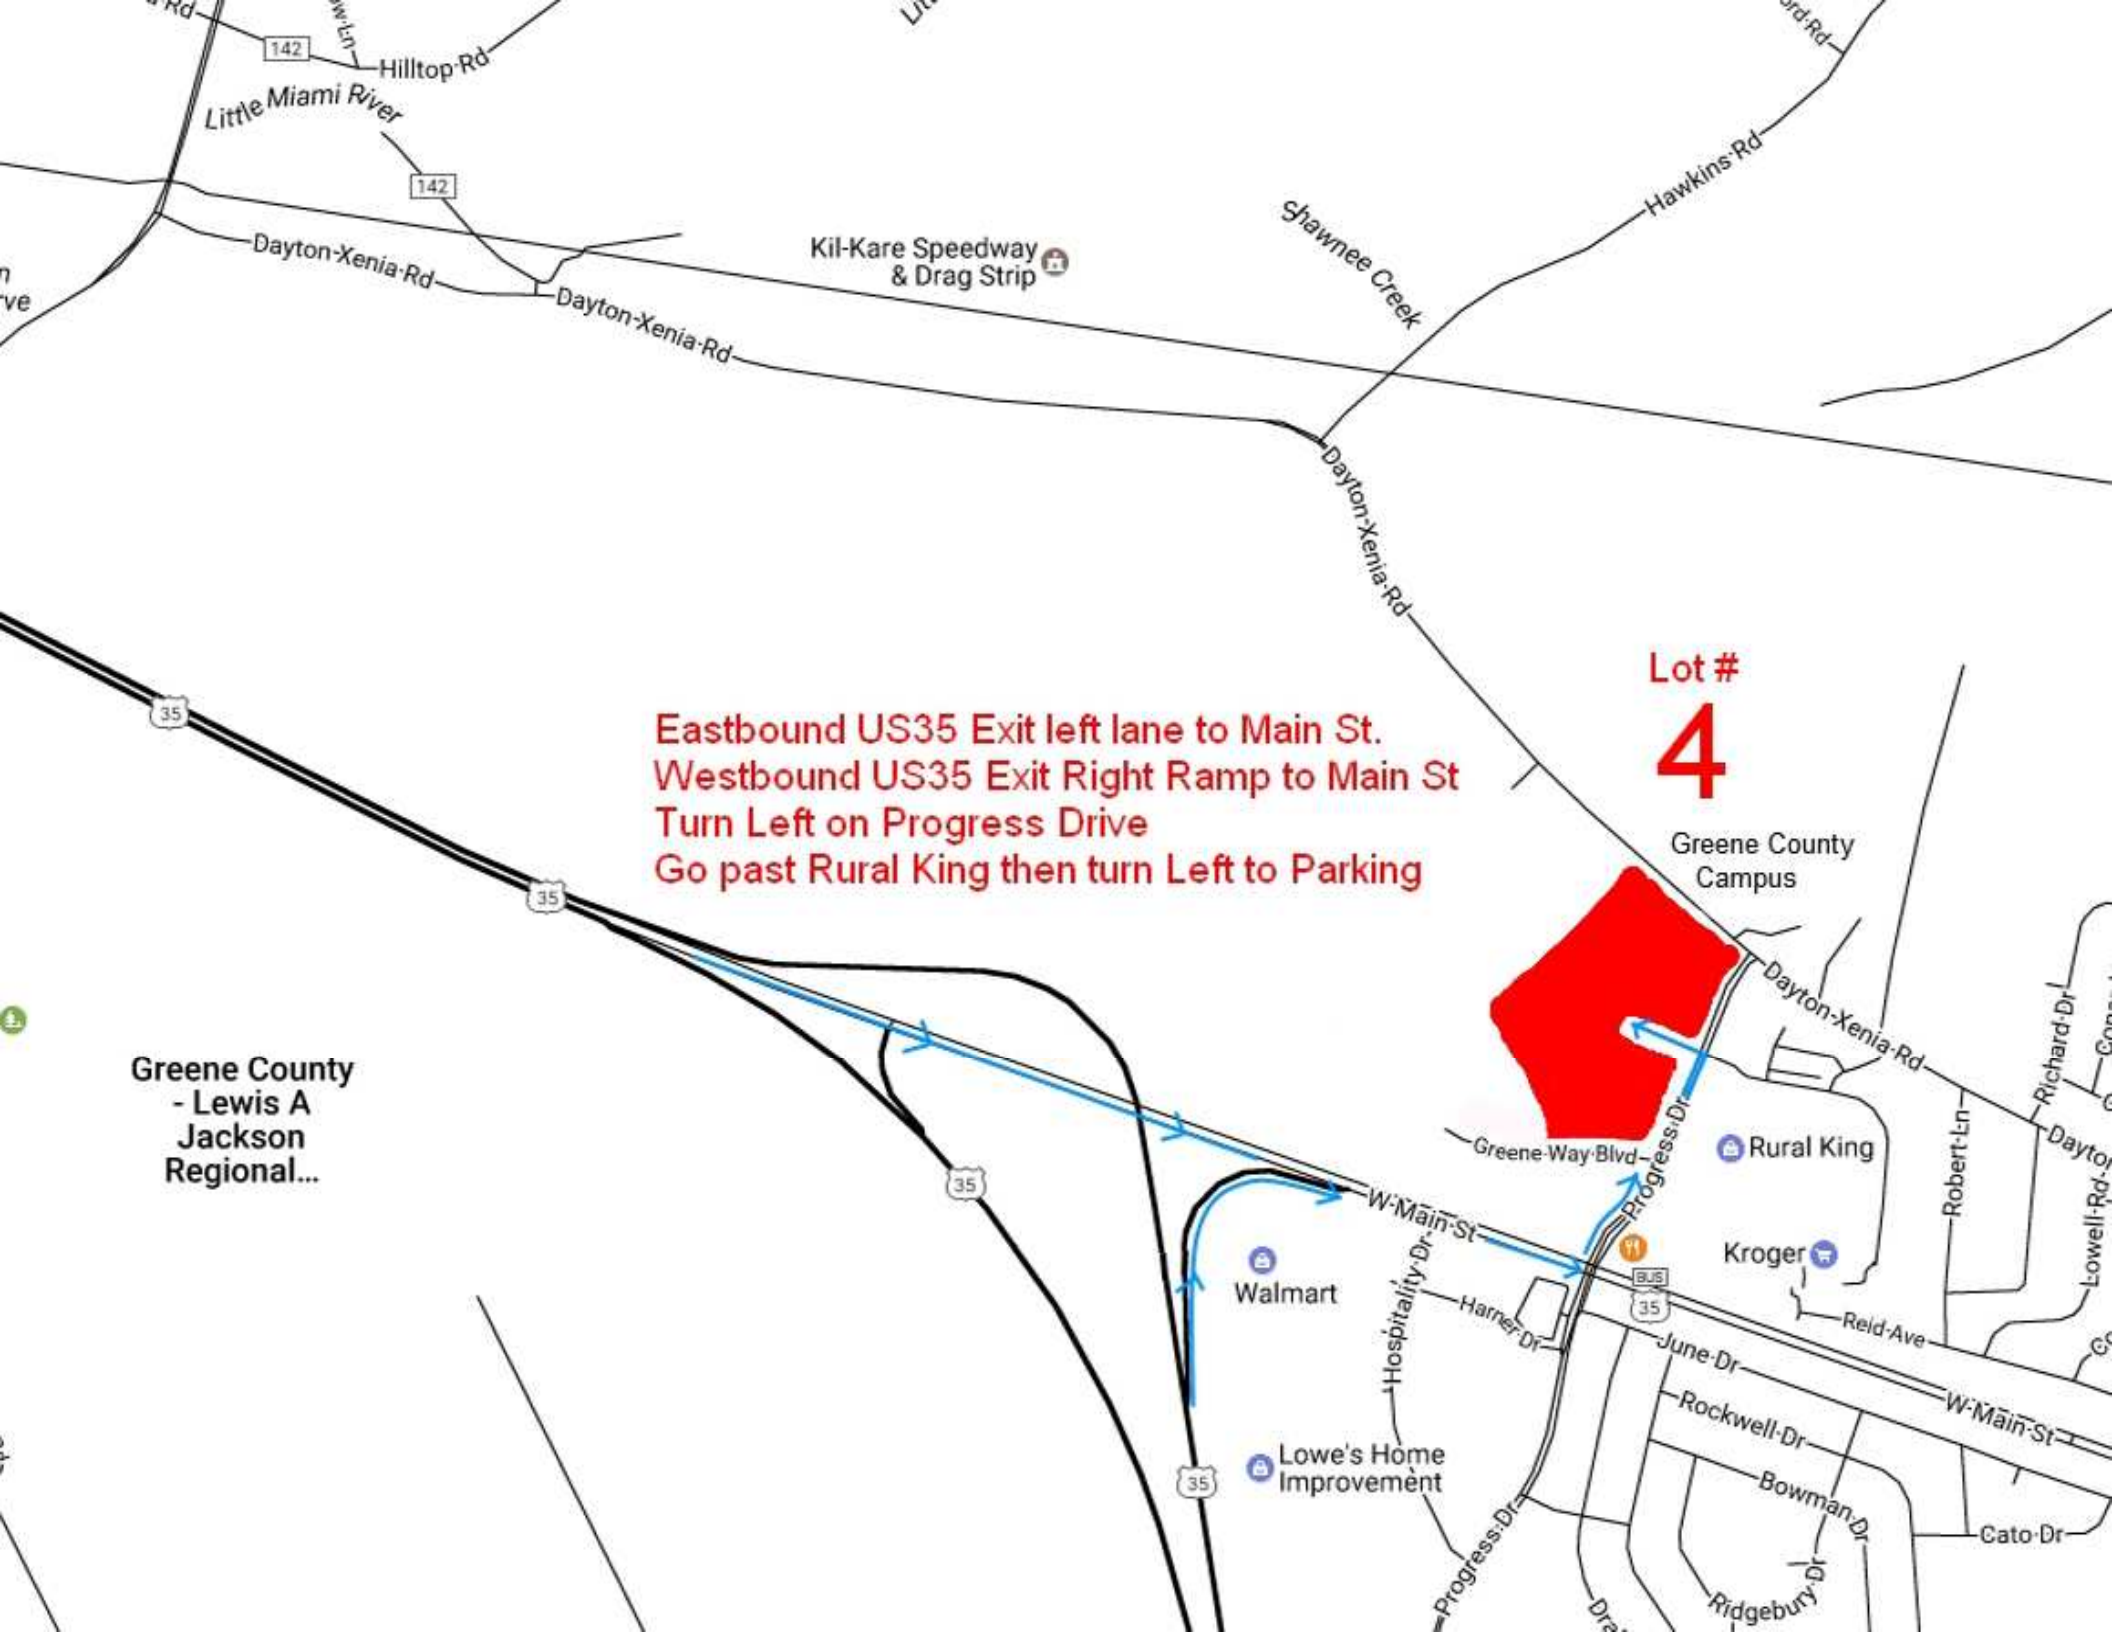 142
Hilltop Rd
Little Miami River
142
Dayton-Xenia Rd
Dayton-Xenia Rd
Kil-Kare Speedway
& Drag Strip
Shawnee Creek
Hawkins Rd
Dayton-Xenia Rd
35
Lot #
4
Eastbound US35 Exit left lane to Main St.
Westbound US35 Exit Right Ramp to Main St
Turn Left on Progress Drive
Go past Rural King then turn Left to Parking
Greene County
Campus
35
Dayton-Xenia Rd
Richard Dr
Greene County
- Lewis A
Jackson
Regional...
35
Greene Way Blvd
Progress Dr
Rural King
Robert Ln
Lowell Rd
W Main St
Hospitality Dr
Walmart
Kroger
BUS
35
Harner Dr
June Dr
Reid Ave
Rockwell Dr
W Main St
Lowe's Home
Improvement
35
Bowman Dr
Cato Dr
Progress Dr
Ridgebury Dr